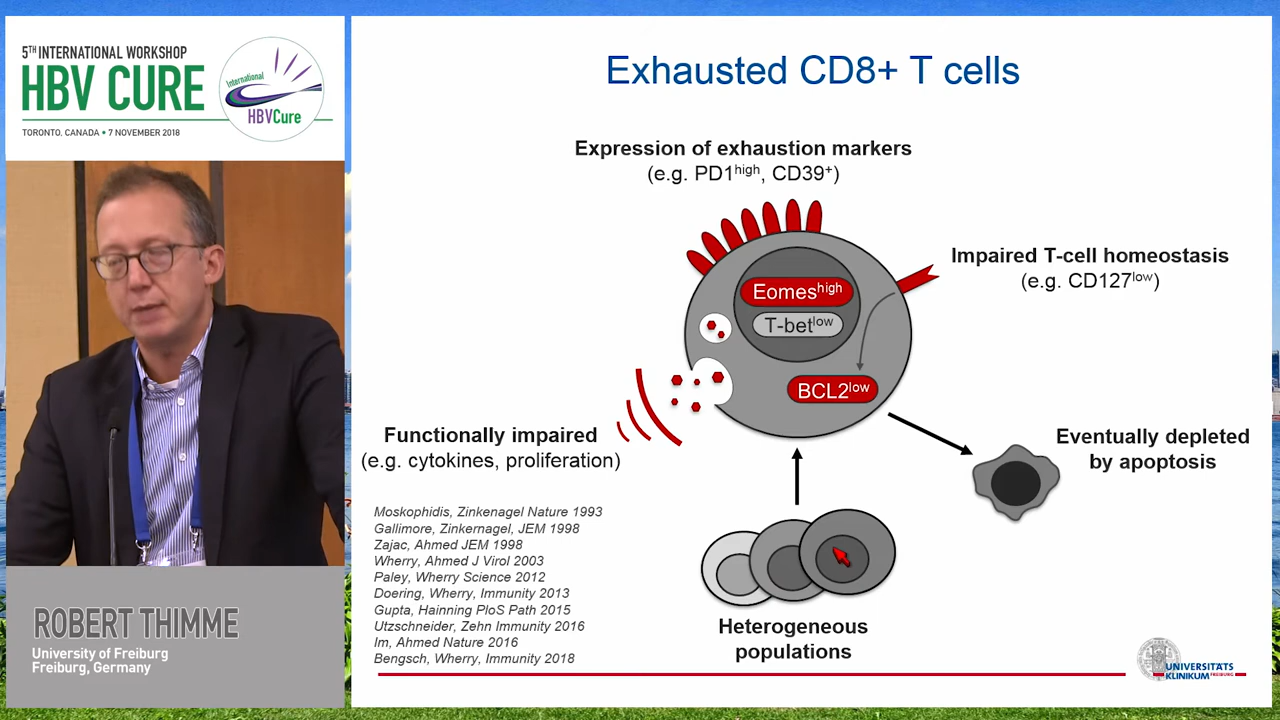 5TH INTERNATIONAL WORKSHOP
HBV CURE
TORONTO, CANADA • 7 NOVEMBER 2018
International
HBVCure
ROBERT THIMME
University of Freiburg
Freiburg, Germany
Exhausted CD8+ T cells
Expression of exhaustion markers
(e.g. PD1high, CD39+)
Impaired T-cell homeostasis
(e.g. CD127low)
Eomeshigh
T-betlow
BCL2low
Functionally impaired
(e.g. cytokines, proliferation)
Eventually depleted
by apoptosis
Moskophidis, Zinkenagel Nature 1993
Gallimore, Zinkernagel, JEM 1998
Zajac, Ahmed JEM 1998
Wherry, Ahmed J Virol 2003
Paley, Wherry Science 2012
Doering, Wherry, Immunity 2013
Gupta, Hainning PloS Path 2015
Utzschneider, Zehn Immunity 2016
Im, Ahmed Nature 2016
Bengsch, Wherry, Immunity 2018
Heterogeneous
populations
UNIVERSITÄTS
KLINIKUM FREIBURG